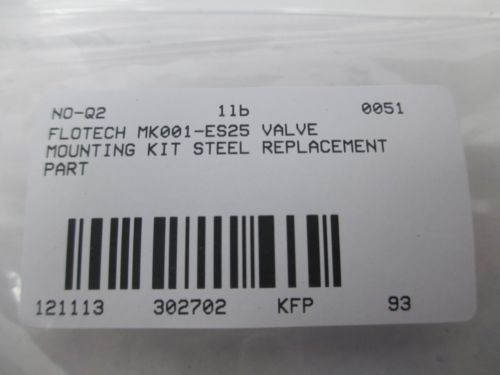 NO-Q2 1lb 0051
FLOTECH MK001-ES25 VALVE
MOUNTING KIT STEEL REPLACEMENT
PART
121113 302702 KFP 93